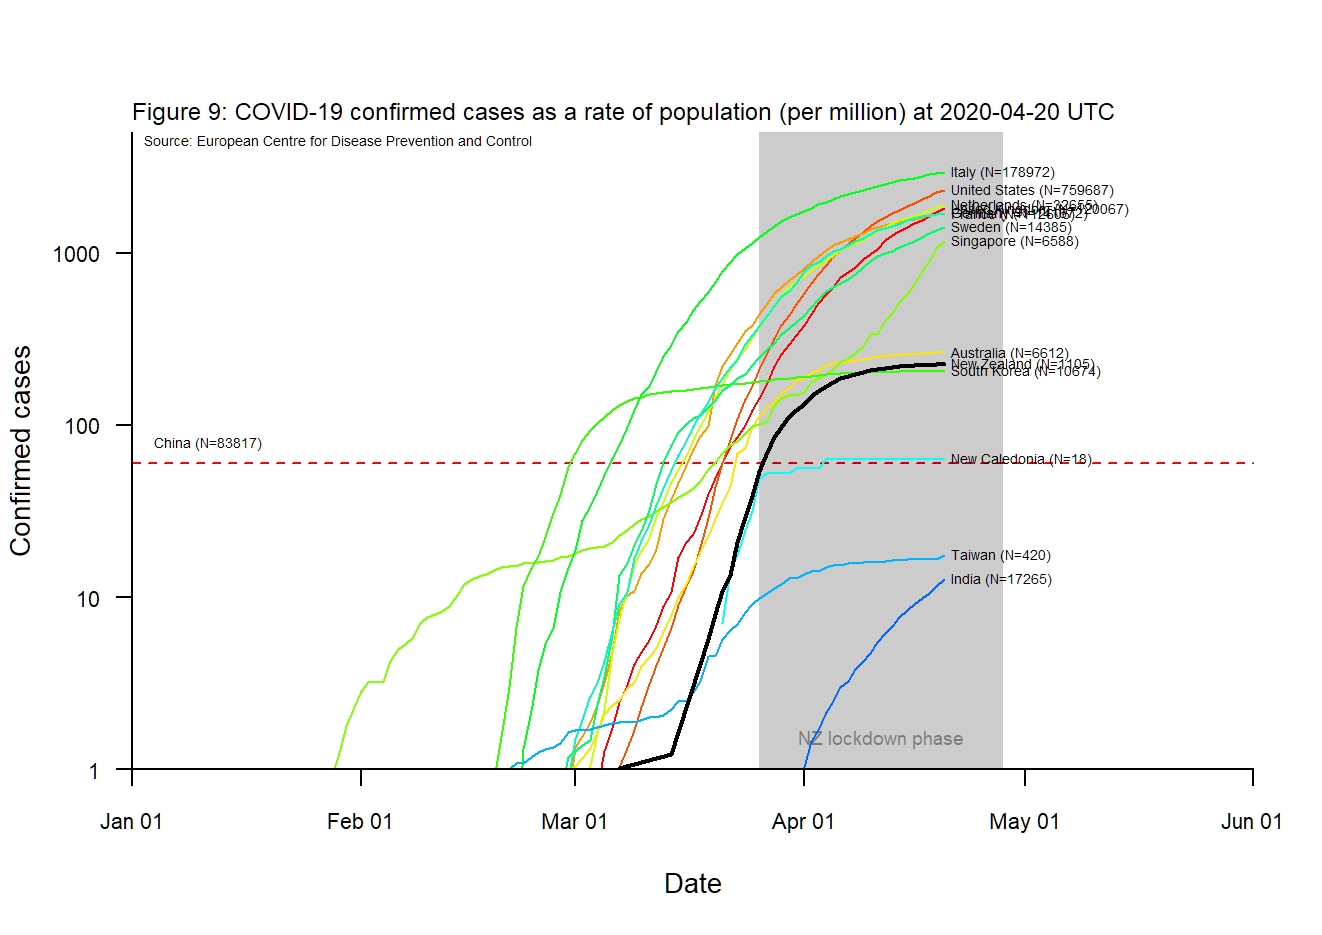 Figure 9: COVID-19 confirmed cases as a rate of population (per million) at 2020-04-20 UTC
Source: European Centre for Disease Prevention and Control
Italy (N=178972)
United States (N=759687)
Netherlands (N=32655)
Sweden (N=14385)
Singapore (N=6588)
1000
Australia (N=6612)
New Zealand (N=1105)
South Korea (N=10674)
100
China (N=83817)
New Caledonia (N=18)
Confirmed cases
Taiwan (N=420)
India (N=17265)
10
NZ lockdown phase
1
Jan 01
Feb 01
Mar 01
Apr 01
May 01
Jun 01
Date